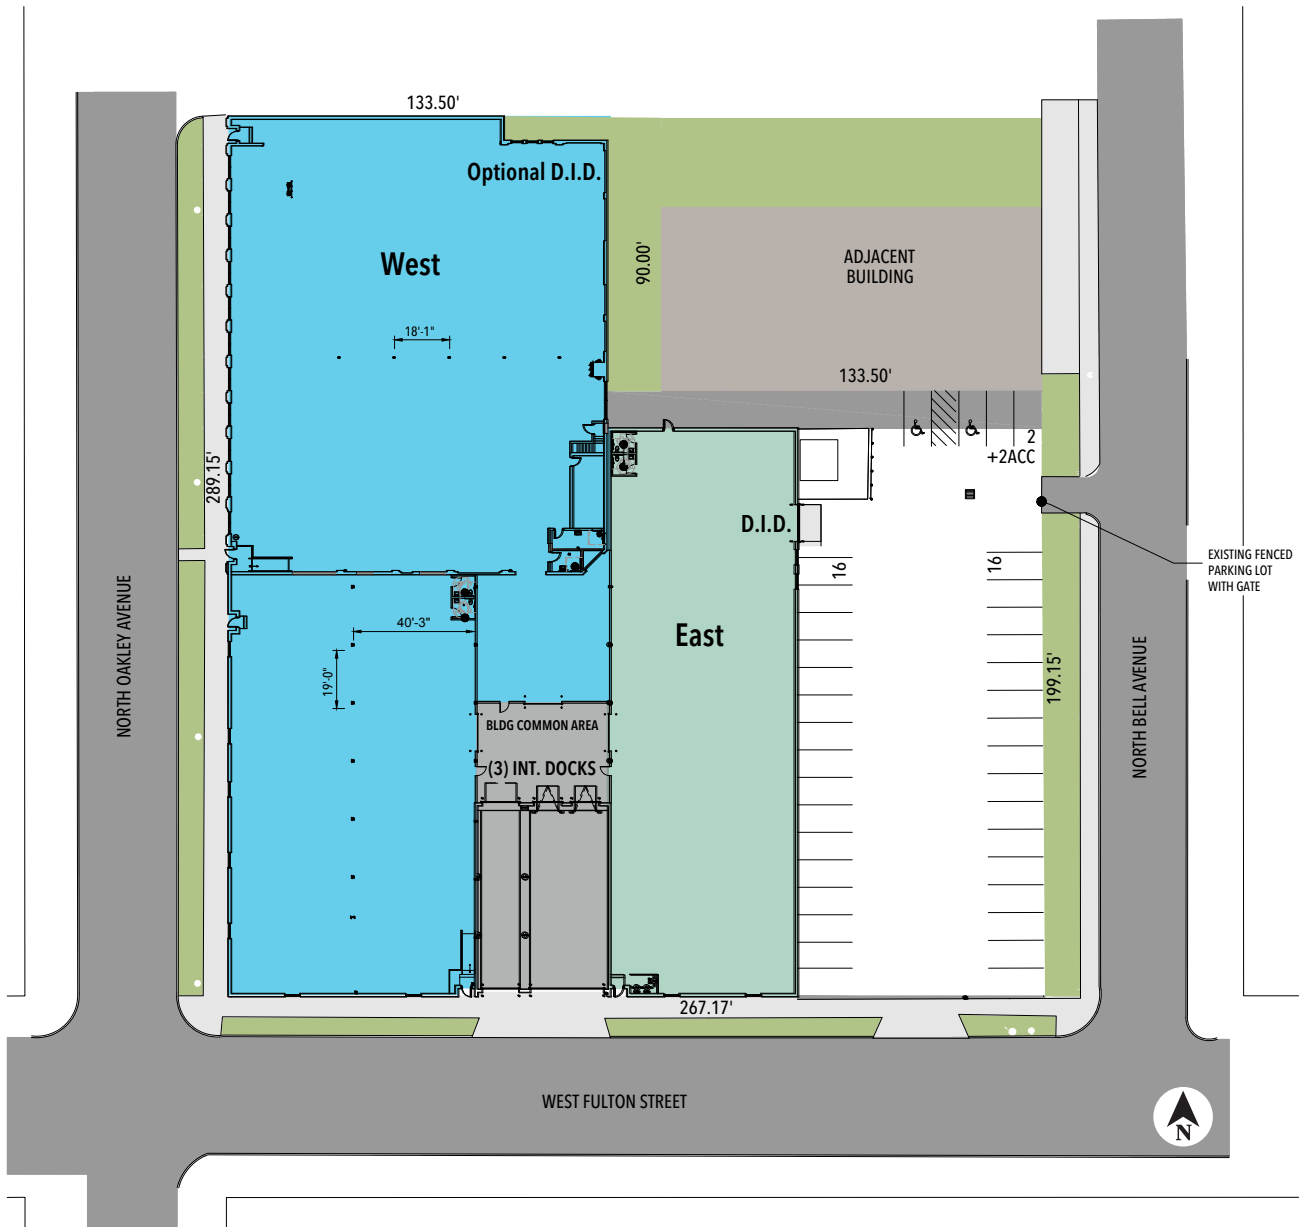 133.50'
Optional D.I.D.
West
90.00'
ADJACENT
BUILDING
18'-1"
133.50'
2
+2ACC
289.15'
D.I.D.
EXISTING FENCED
PARKING LOT
WITH GATE
16
16
NORTH OAKLEY AVENUE
40'-3"
East
19'-0"
199.15'
NORTH BELL AVENUE
BLDG COMMON AREA
(3) INT. DOCKS
267.17'
WEST FULTON STREET
N